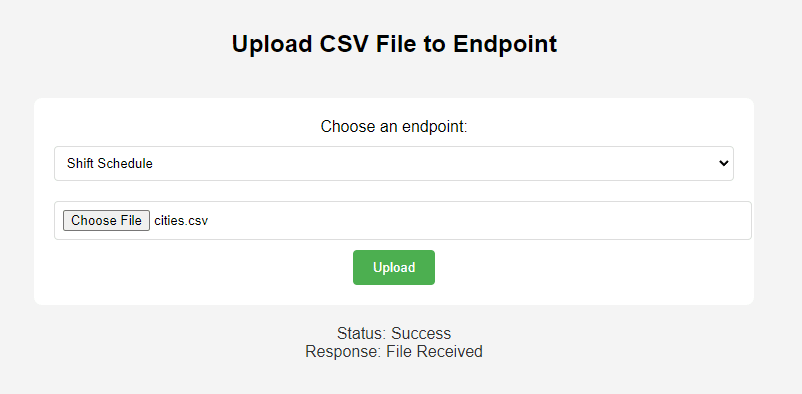 Upload CSV File to Endpoint
Choose an endpoint:
Shift Schedule
Choose File cities.csv
Upload
Status: Success
Response: File Received